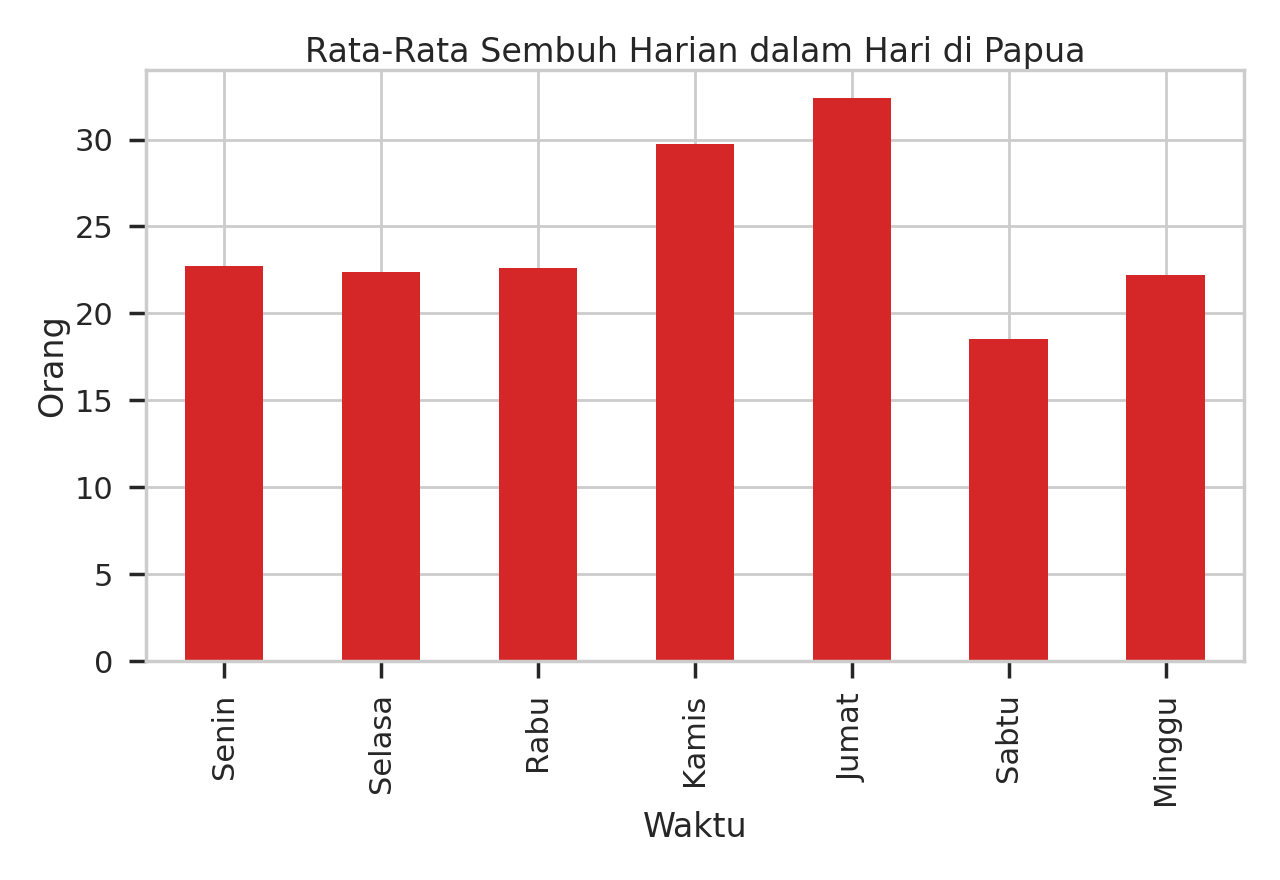 Rata-Rata Sembuh Harian dalam Hari di Papua
Orang
30
25
20
15
10
5
0
Senin
Selasa
Rabu
Kamis
Jumat
Sabtu
Minggu
Waktu